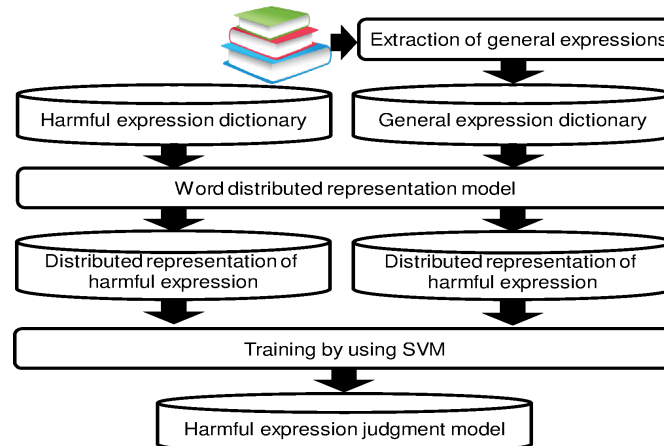 Extraction of general expressions
Harmful expression dictionary
General expression dictionary
Word distributed representation model
Distributed representation of
harmful expression
Distributed representation of
harmful expression
Training by using SVM
Harmful expression judgment model